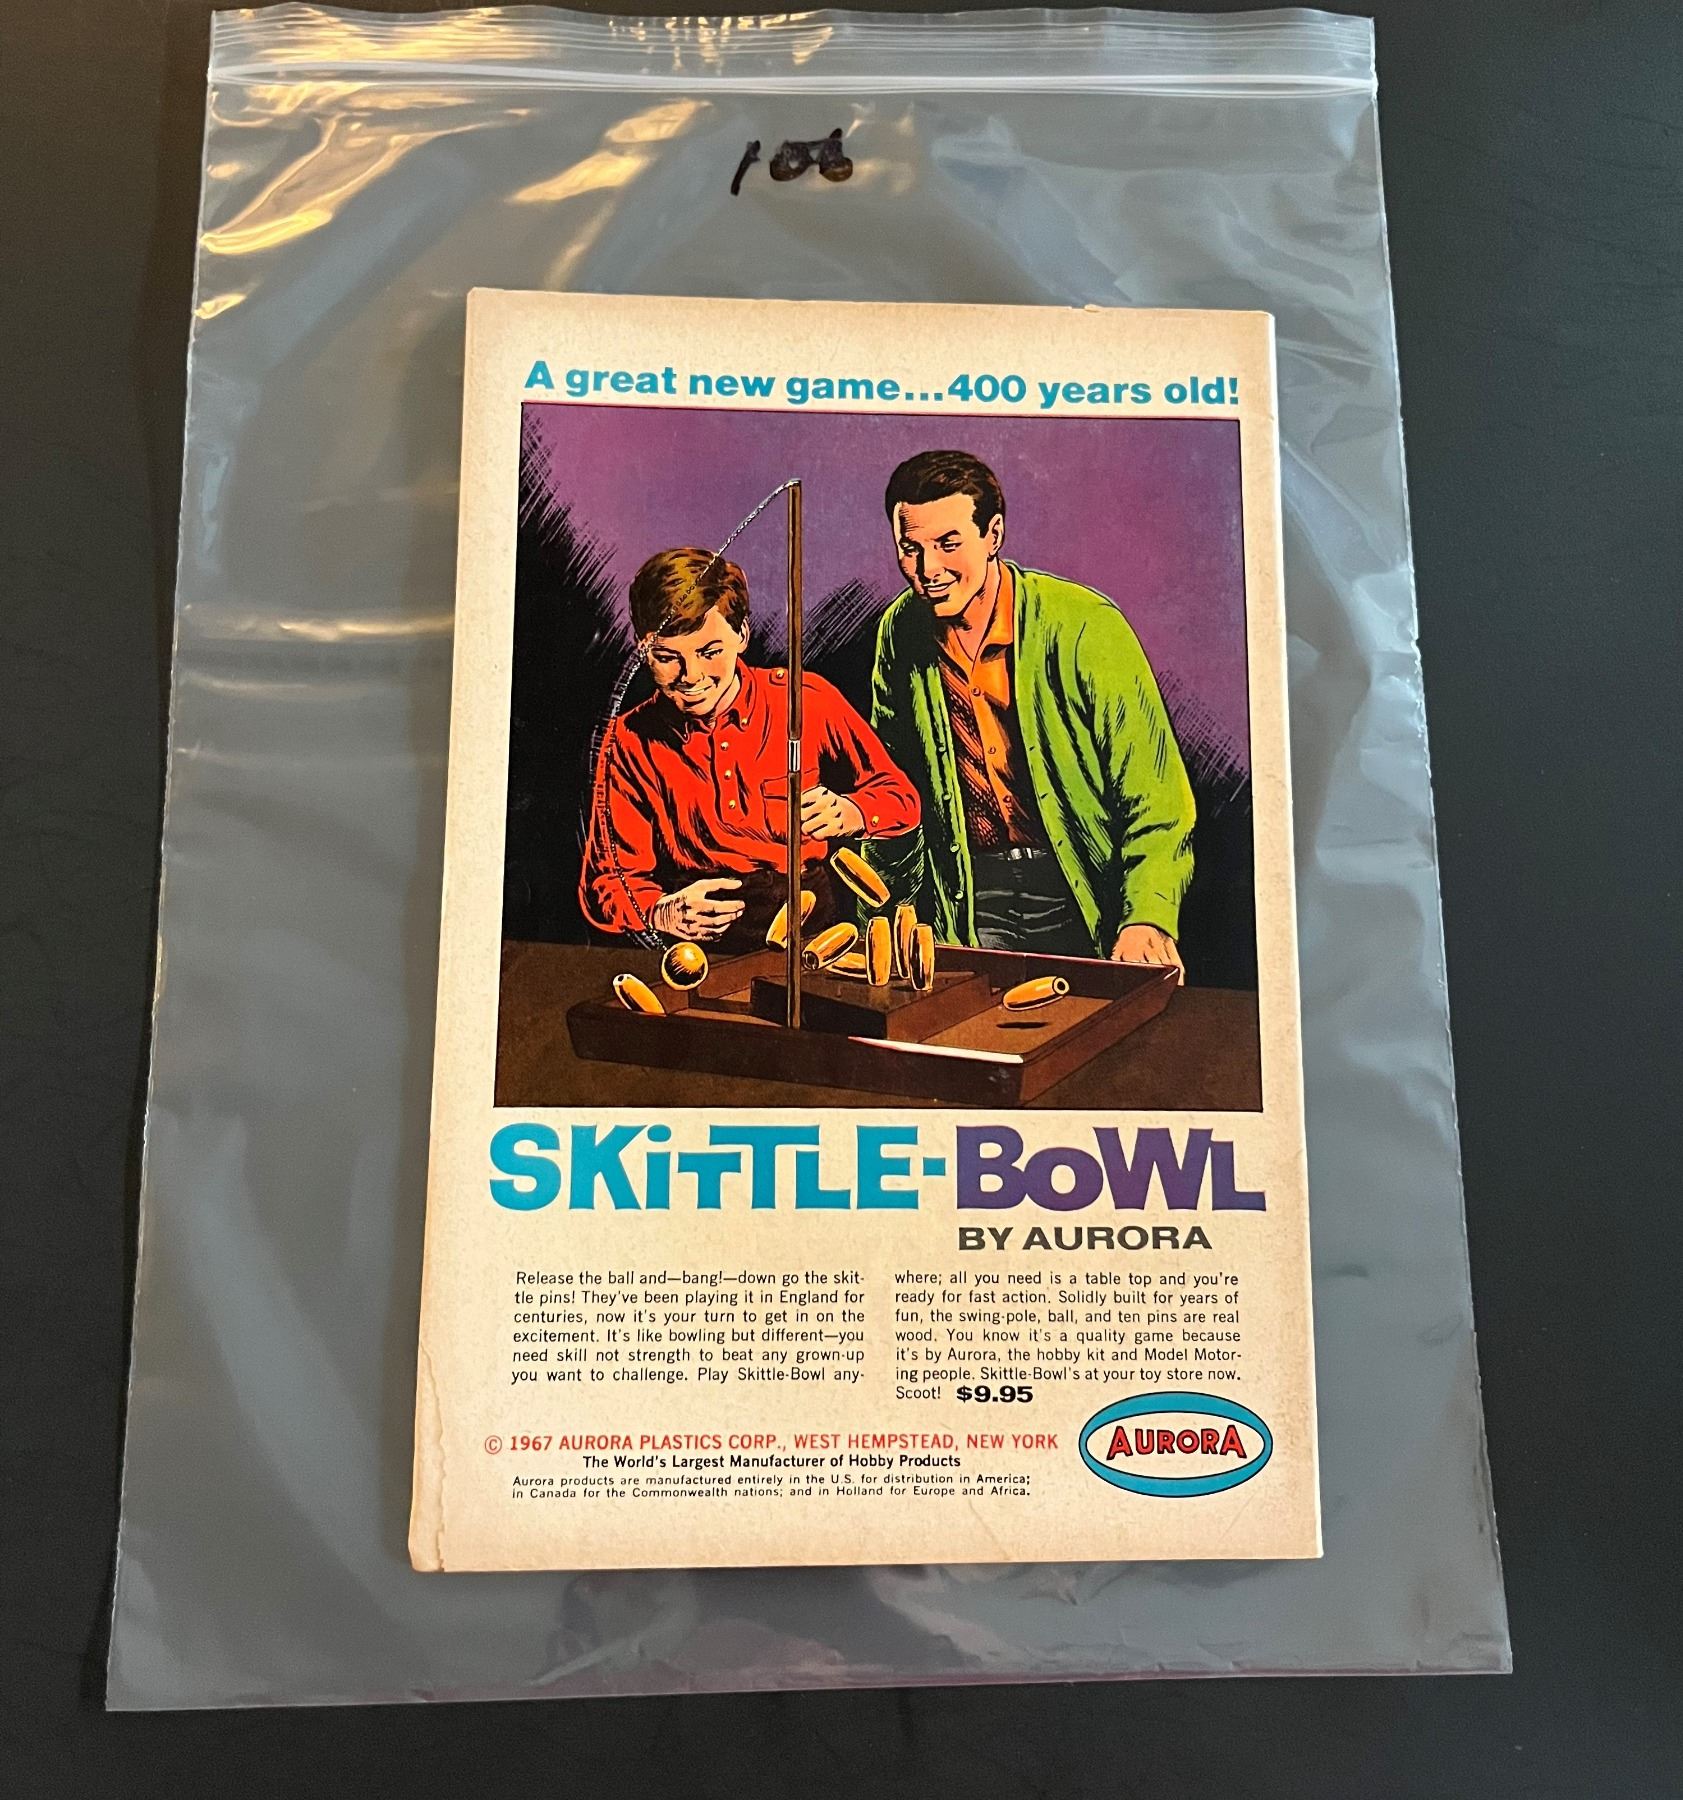 A great new game...400 years old!
SKiTTLE-BoWL
BY AURORA
Release the ball and—bang!—down go the skit-
tle pins! They've been playing it in England for
centuries, now it's your turn to get in on the
excitement. It's like bowling but different—you
need skill not strength to beat any grown-up
you want to challenge. Play Skittle-Bowl any-
where; all you need is a table top and you're
ready for fast action. Solidly built for years of
fun, the swing-pole, ball, and ten pins are real
wood. You know it's a quality game because
it's by Aurora, the hobby kit and Model Motor-
ing people. Skittle-Bowl's at your toy store now.
Scoot! $9.95
© 1967 AURORA PLASTICS CORP., WEST HEMPSTEAD, NEW YORK
The World's Largest Manufacturer of Hobby Products
Aurora products are manufactured entirely in the U.S. for distribution in America;
in Canada for the Commonwealth nations; and in Holland for Europe and Africa.
AURORA